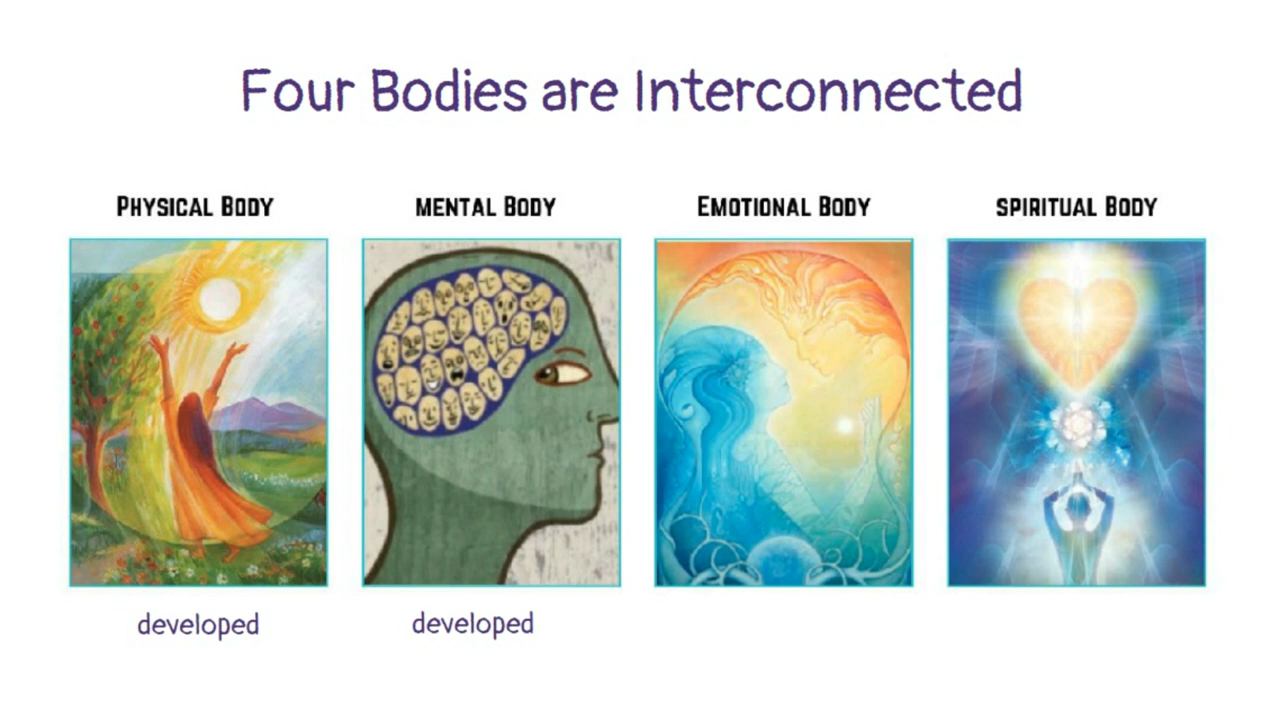 Four Bodies are Interconnected
PHYSICAL BODY
MENTAL BODY
EMOTIONAL BODY
SPIRITUAL BODY
developed
developed